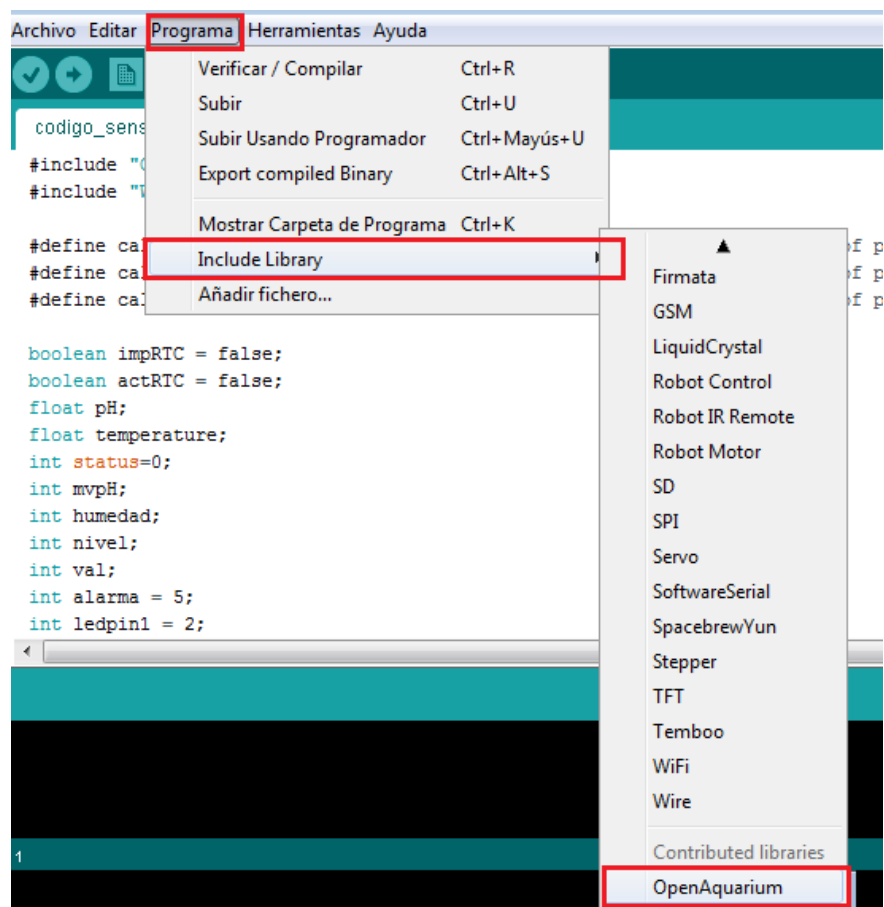 Archivo Editar Programa Herramientas Ayuda
Verificar / Compilar Ctrl+R
Subir Ctrl+U
Subir Usando Programador Ctrl+Mayús+U
Export compiled Binary Ctrl+Alt+S
Mostrar Carpeta de Programa Ctrl+K
Include Library
Añadir fichero...
codigo_sens
#include "
#include "
#define ca
#define ca
#define ca
of p
of p
of p
boolean impRTC = false;
boolean actRTC = false;
float pH;
float temperature;
int status=0;
int mvpH;
int humedad;
int nivel;
int val;
int alarma = 5;
int ledpin1 = 2;
Firmata
GSM
LiquidCrystal
Robot Control
Robot IR Remote
Robot Motor
SD
SPI
Servo
SoftwareSerial
SpacebrewYun
Stepper
TFT
Temboo
WiFi
Wire
Contributed libraries
OpenAquarium
1